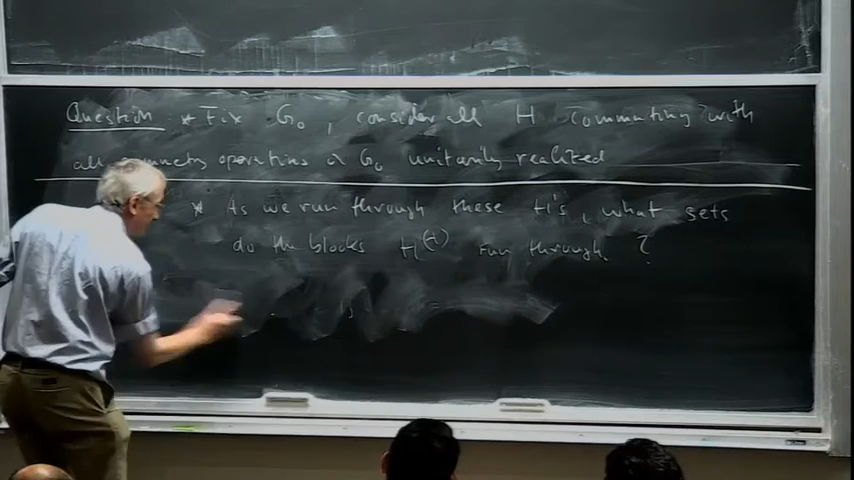 Question * Fix G₀, consider all H commuting with
all symmetry operations in G₀ unitarily realized
* As we run through these H's, what sets
do the blocks H^(λ) run through ?